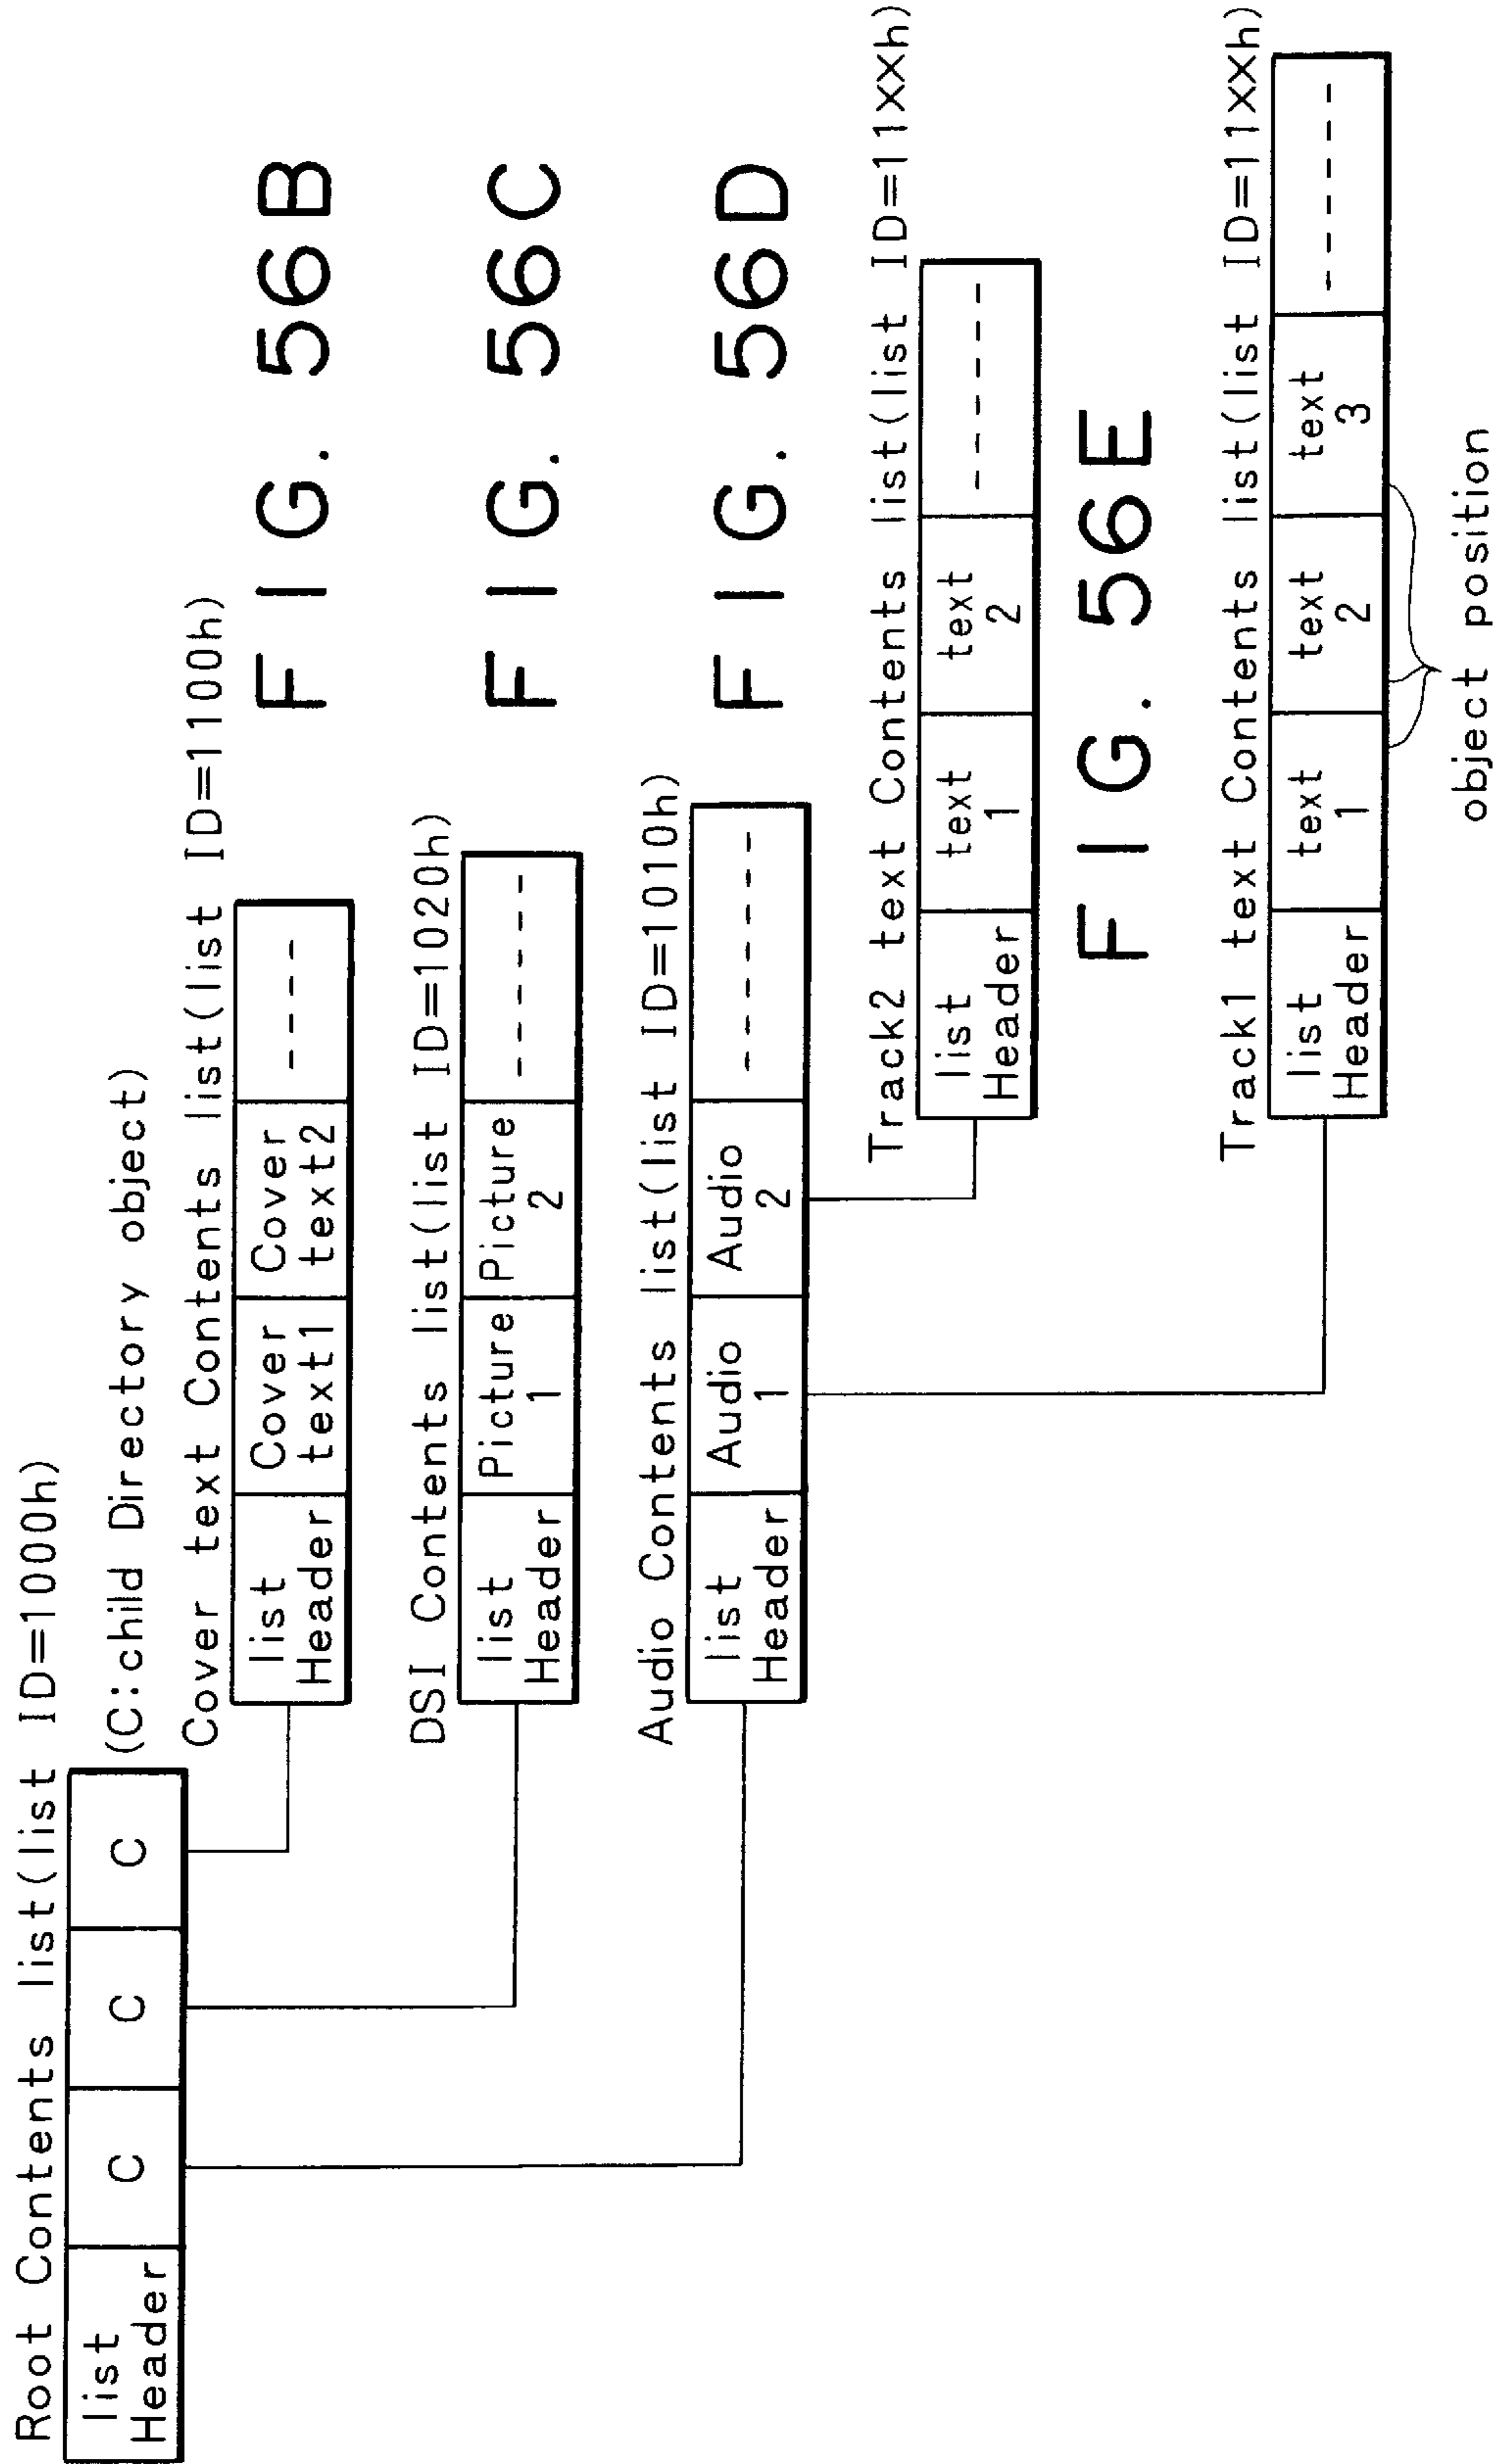 Root Contents list(list ID=1000h)
list
Header
C
C
C
(C:child Directory object)
Cover text Contents list(list ID=1100h)
list
Header
Cover
text1
Cover
text2
----
FIG. 56B
DSI Contents list(list ID=1020h)
list
Header
Picture
1
Picture
2
-----
FIG. 56C
Audio Contents list(list ID=1010h)
list
Header
Audio
1
Audio
2
------
FIG. 56D
Track2 text Contents list(list ID=11XXh)
list
Header
text
1
text
2
------
FIG. 56E
Track1 text Contents list(list ID=11XXh)
list
Header
text
1
text
2
text
3
------
object position